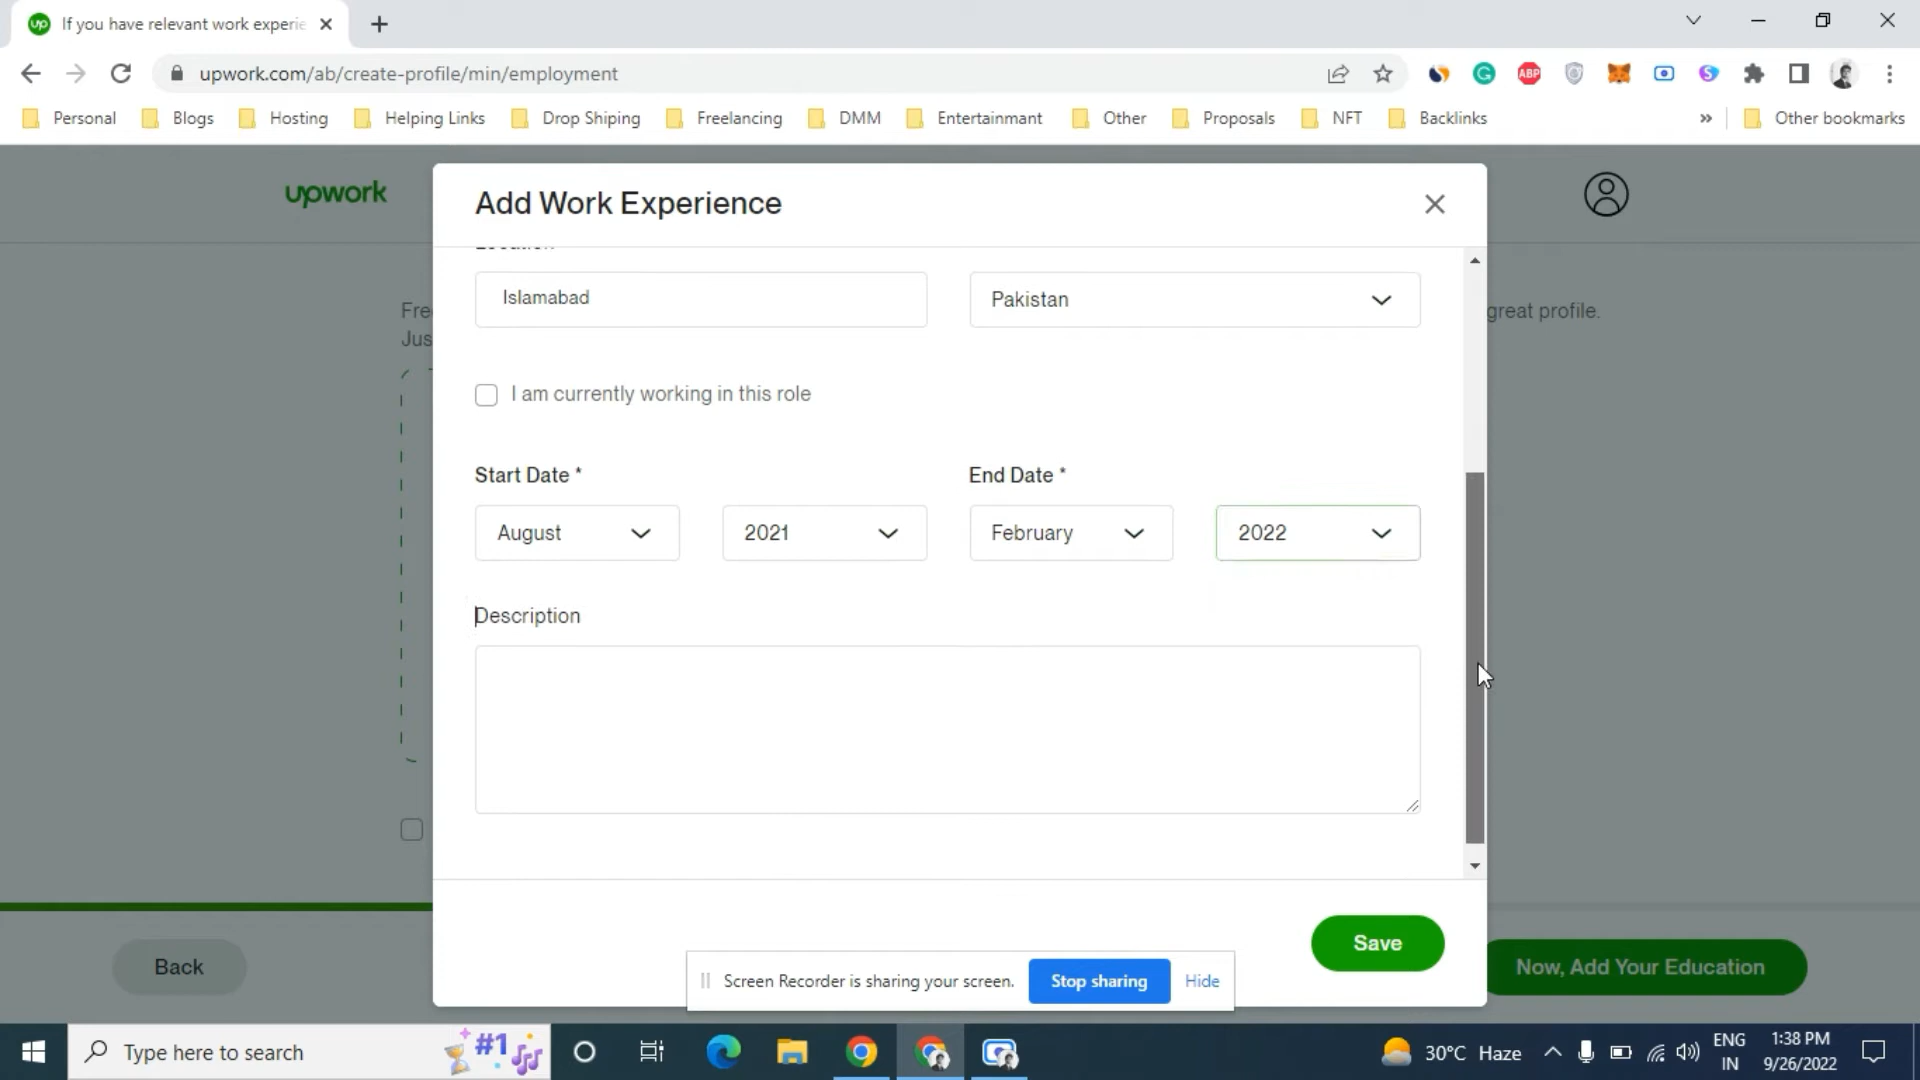 If you have relevant work experie
upwork.com/ab/create-profile/min/employment
ABP
Personal Blogs Hosting Helping Links Drop Shiping Freelancing DMM Entertainmant Other Proposals NFT Backlinks » Other bookmarks
upwork
Add Work Experience
Islamabad
Pakistan
Fre
great profile.
Jus
I am currently working in this role
Start Date *
End Date *
August
2021
February
2022
Description
Save
Back
Now, Add Your Education
Screen Recorder is sharing your screen.
Stop sharing
Hide
Type here to search
#1
30°C Haze
ENG
IN
1:38 PM
9/26/2022